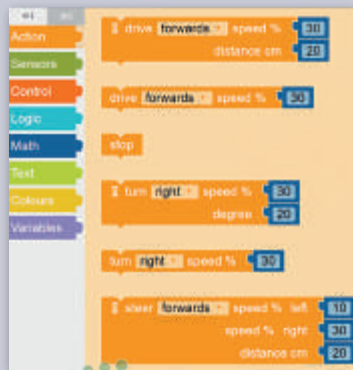 Action
Sensors
Control
Logic
Math
Text
Colours
Variables
drive forwards speed % 30
distance cm 20
drive forwards speed % 30
stop
turn right speed % 30
degree 20
turn right speed % 30
steer forwards speed % left 10
speed % right 30
distance cm 20